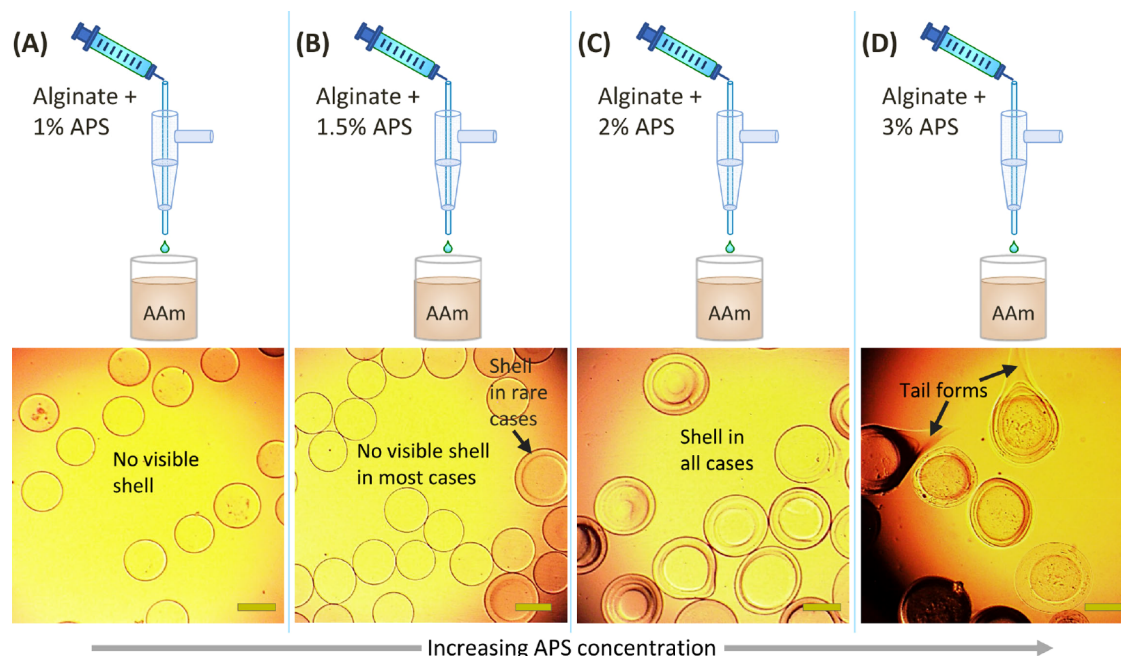 (A)
Alginate +
1% APS
AAm
No visible
shell
(B)
Alginate +
1.5% APS
AAm
Shell
in rare
cases
No visible shell
in most cases
(C)
Alginate +
2% APS
AAm
Shell in
all cases
(D)
Alginate +
3% APS
AAm
Tail forms
Increasing APS concentration